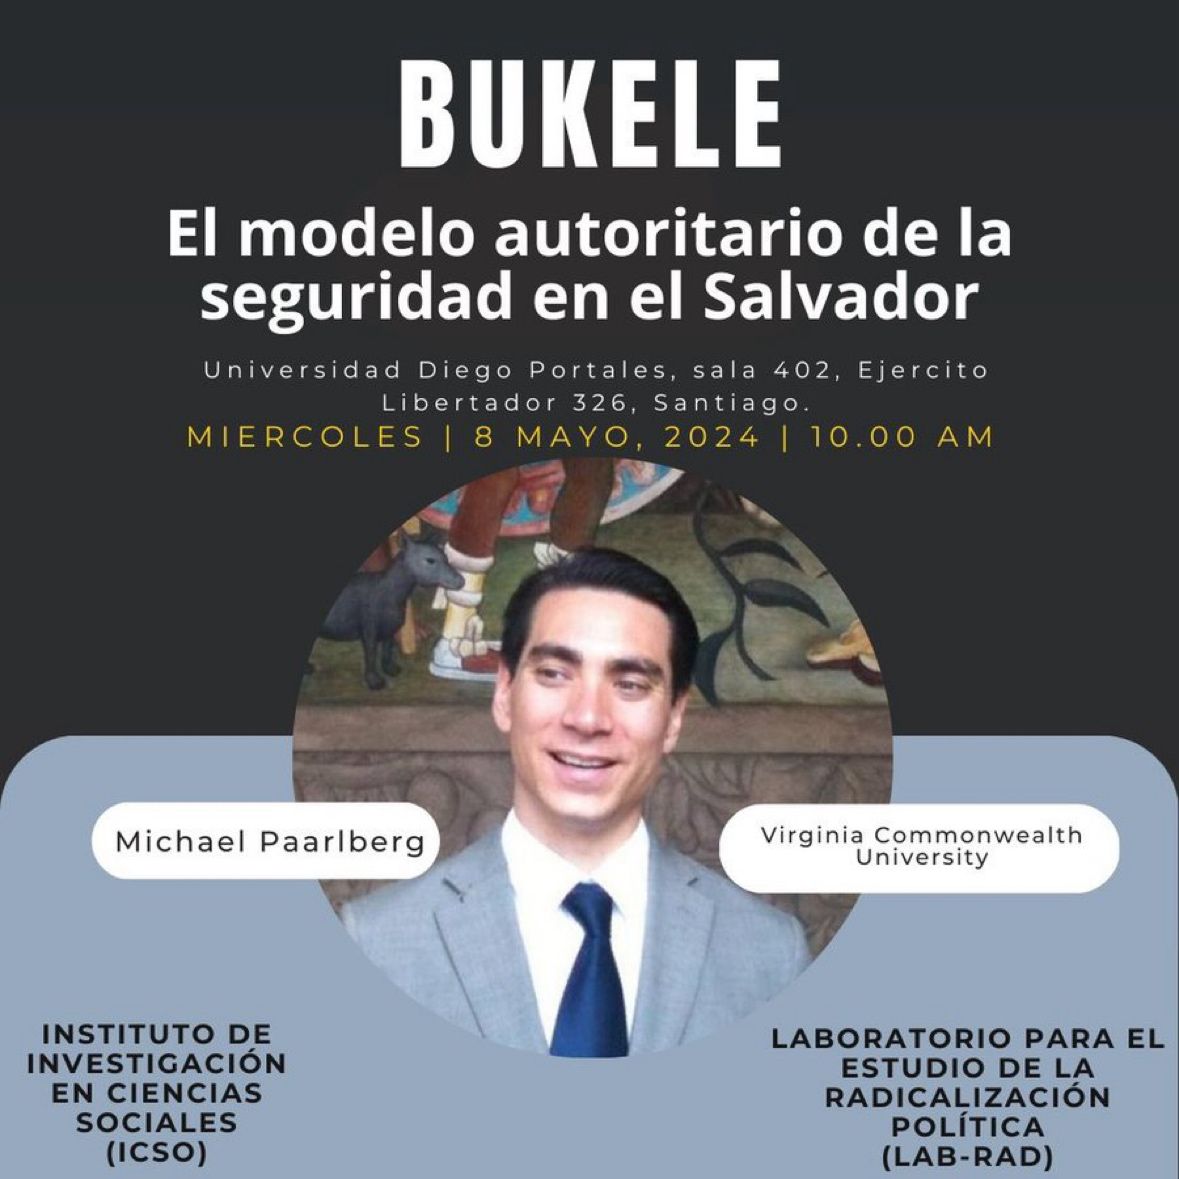 BUKELE
El modelo autoritario de la
seguridad en el Salvador
Universidad Diego Portales, sala 402, Ejercito
Libertador 326, Santiago.
MIERCOLES | 8 MAYO, 2024 | 10.00 AM
Michael Paarlberg
Virginia Commonwealth
University
INSTITUTO DE
INVESTIGACIÓN
EN CIENCIAS
SOCIALES
(ICSO)
LABORATORIO PARA EL
ESTUDIO DE LA
RADICALIZACIÓN
POLÍTICA
(LAB-RAD)